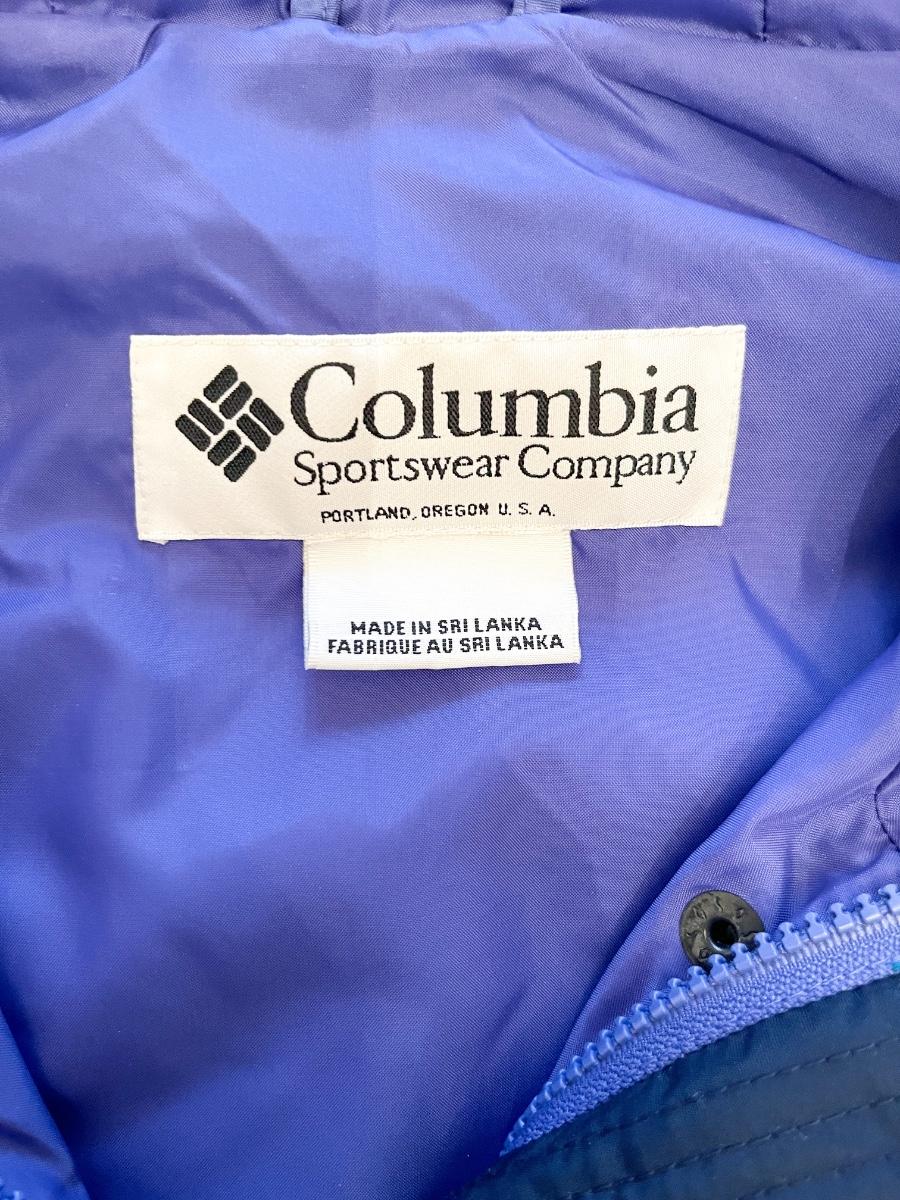 Columbia
Sportswear Company
PORTLAND, OREGON U. S. A.
MADE IN SRI LANKA
FABRIQUE AU SRI LANKA